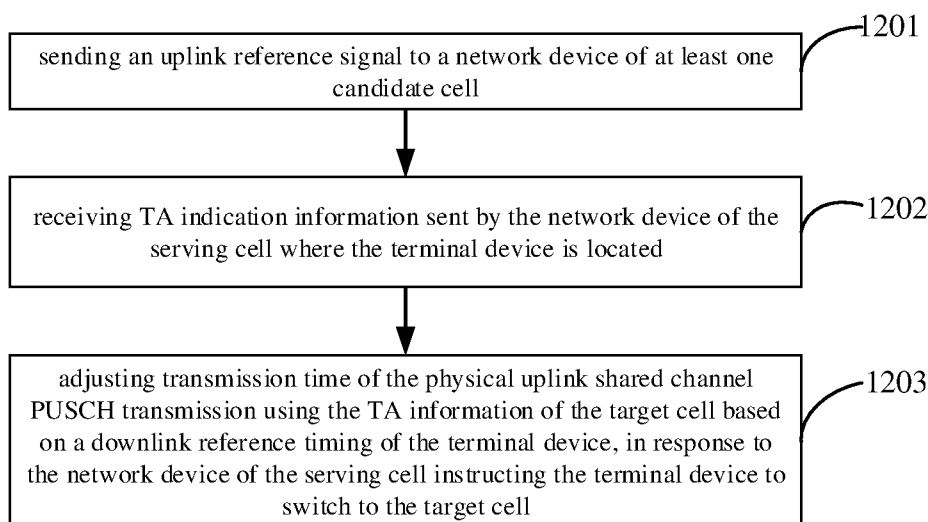 1201
sending an uplink reference signal to a network device of at least one
candidate cell
1202
receiving TA indication information sent by the network device of the
serving cell where the terminal device is located
1203
adjusting transmission time of the physical uplink shared channel
PUSCH transmission using the TA information of the target cell based
on a downlink reference timing of the terminal device, in response to
the network device of the serving cell instructing the terminal device to
switch to the target cell